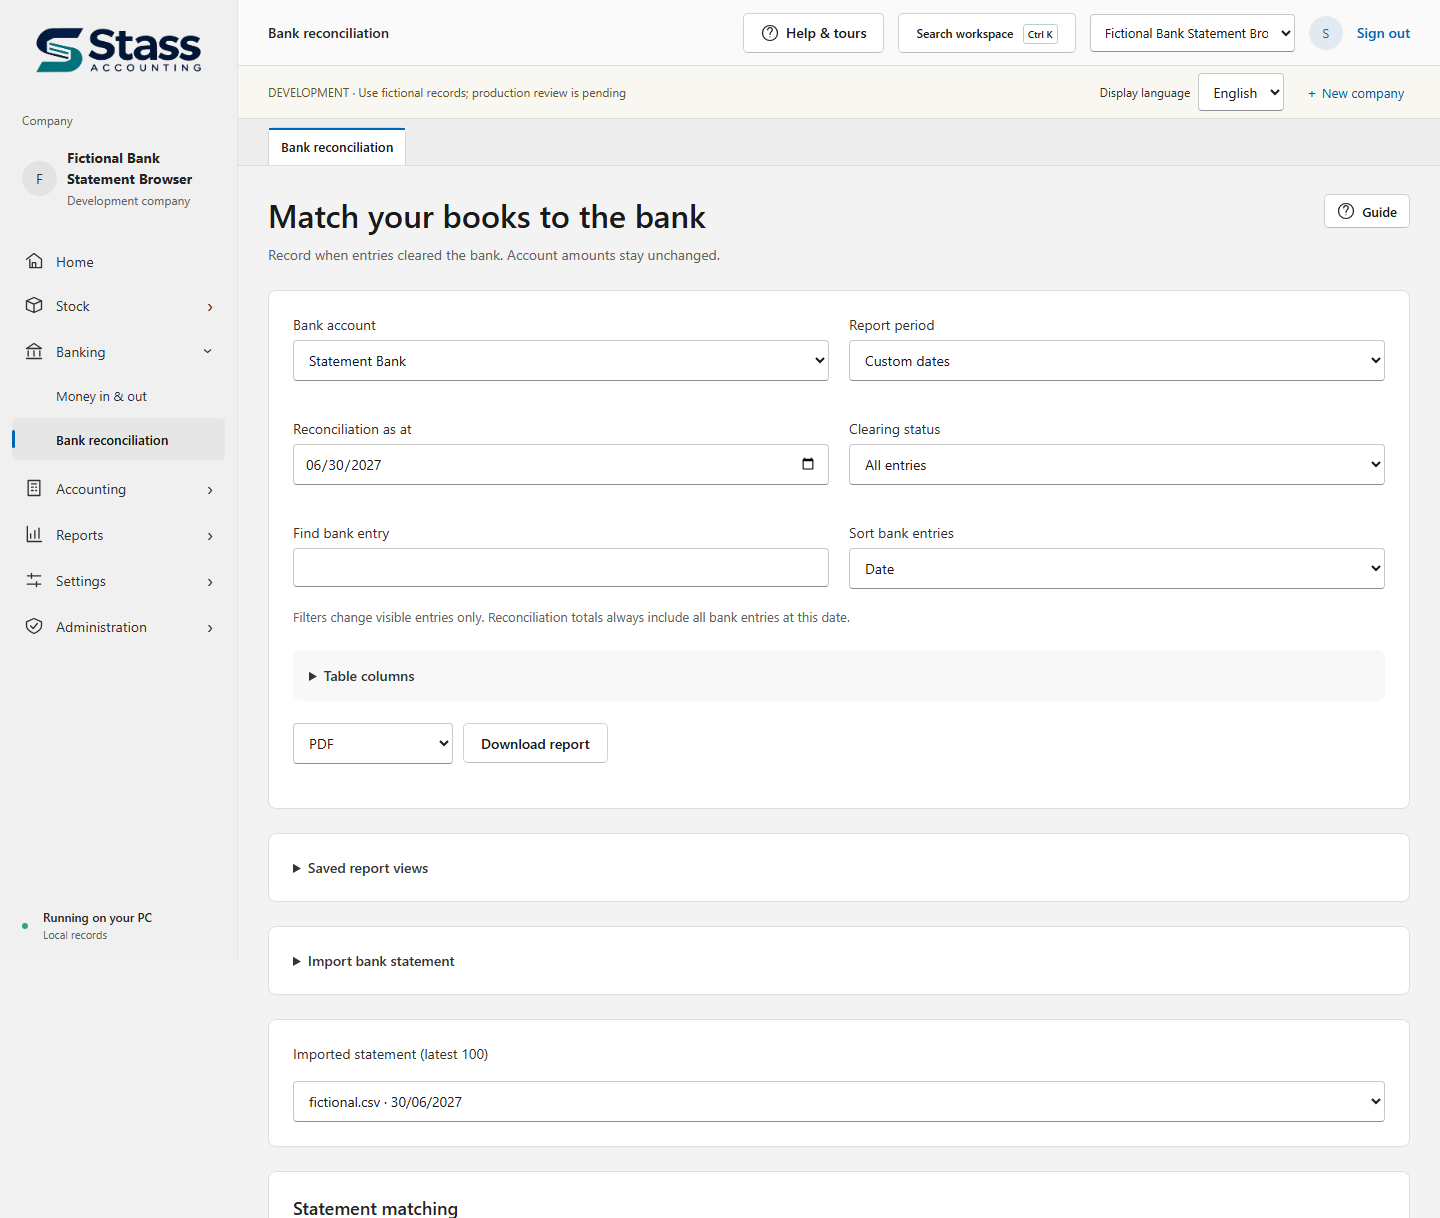 Stass
ACCOUNTING
Bank reconciliation
Help & tours
Search workspace Ctrl K
Fictional Bank Statement Bro
S
Sign out
DEVELOPMENT · Use fictional records; production review is pending
Display language
English
+ New company
Company
F
Fictional Bank
Statement Browser
Development company
Home
Stock
Banking
Money in & out
Bank reconciliation
Accounting
Reports
Settings
Administration
Running on your PC
Local records
Bank reconciliation
Match your books to the bank
Guide
Record when entries cleared the bank. Account amounts stay unchanged.
Bank account
Report period
Statement Bank
Custom dates
Reconciliation as at
Clearing status
06/30/2027
All entries
Find bank entry
Sort bank entries
Date
Filters change visible entries only. Reconciliation totals always include all bank entries at this date.
Table columns
PDF
Download report
Saved report views
Import bank statement
Imported statement (latest 100)
fictional.csv · 30/06/2027
Statement matching